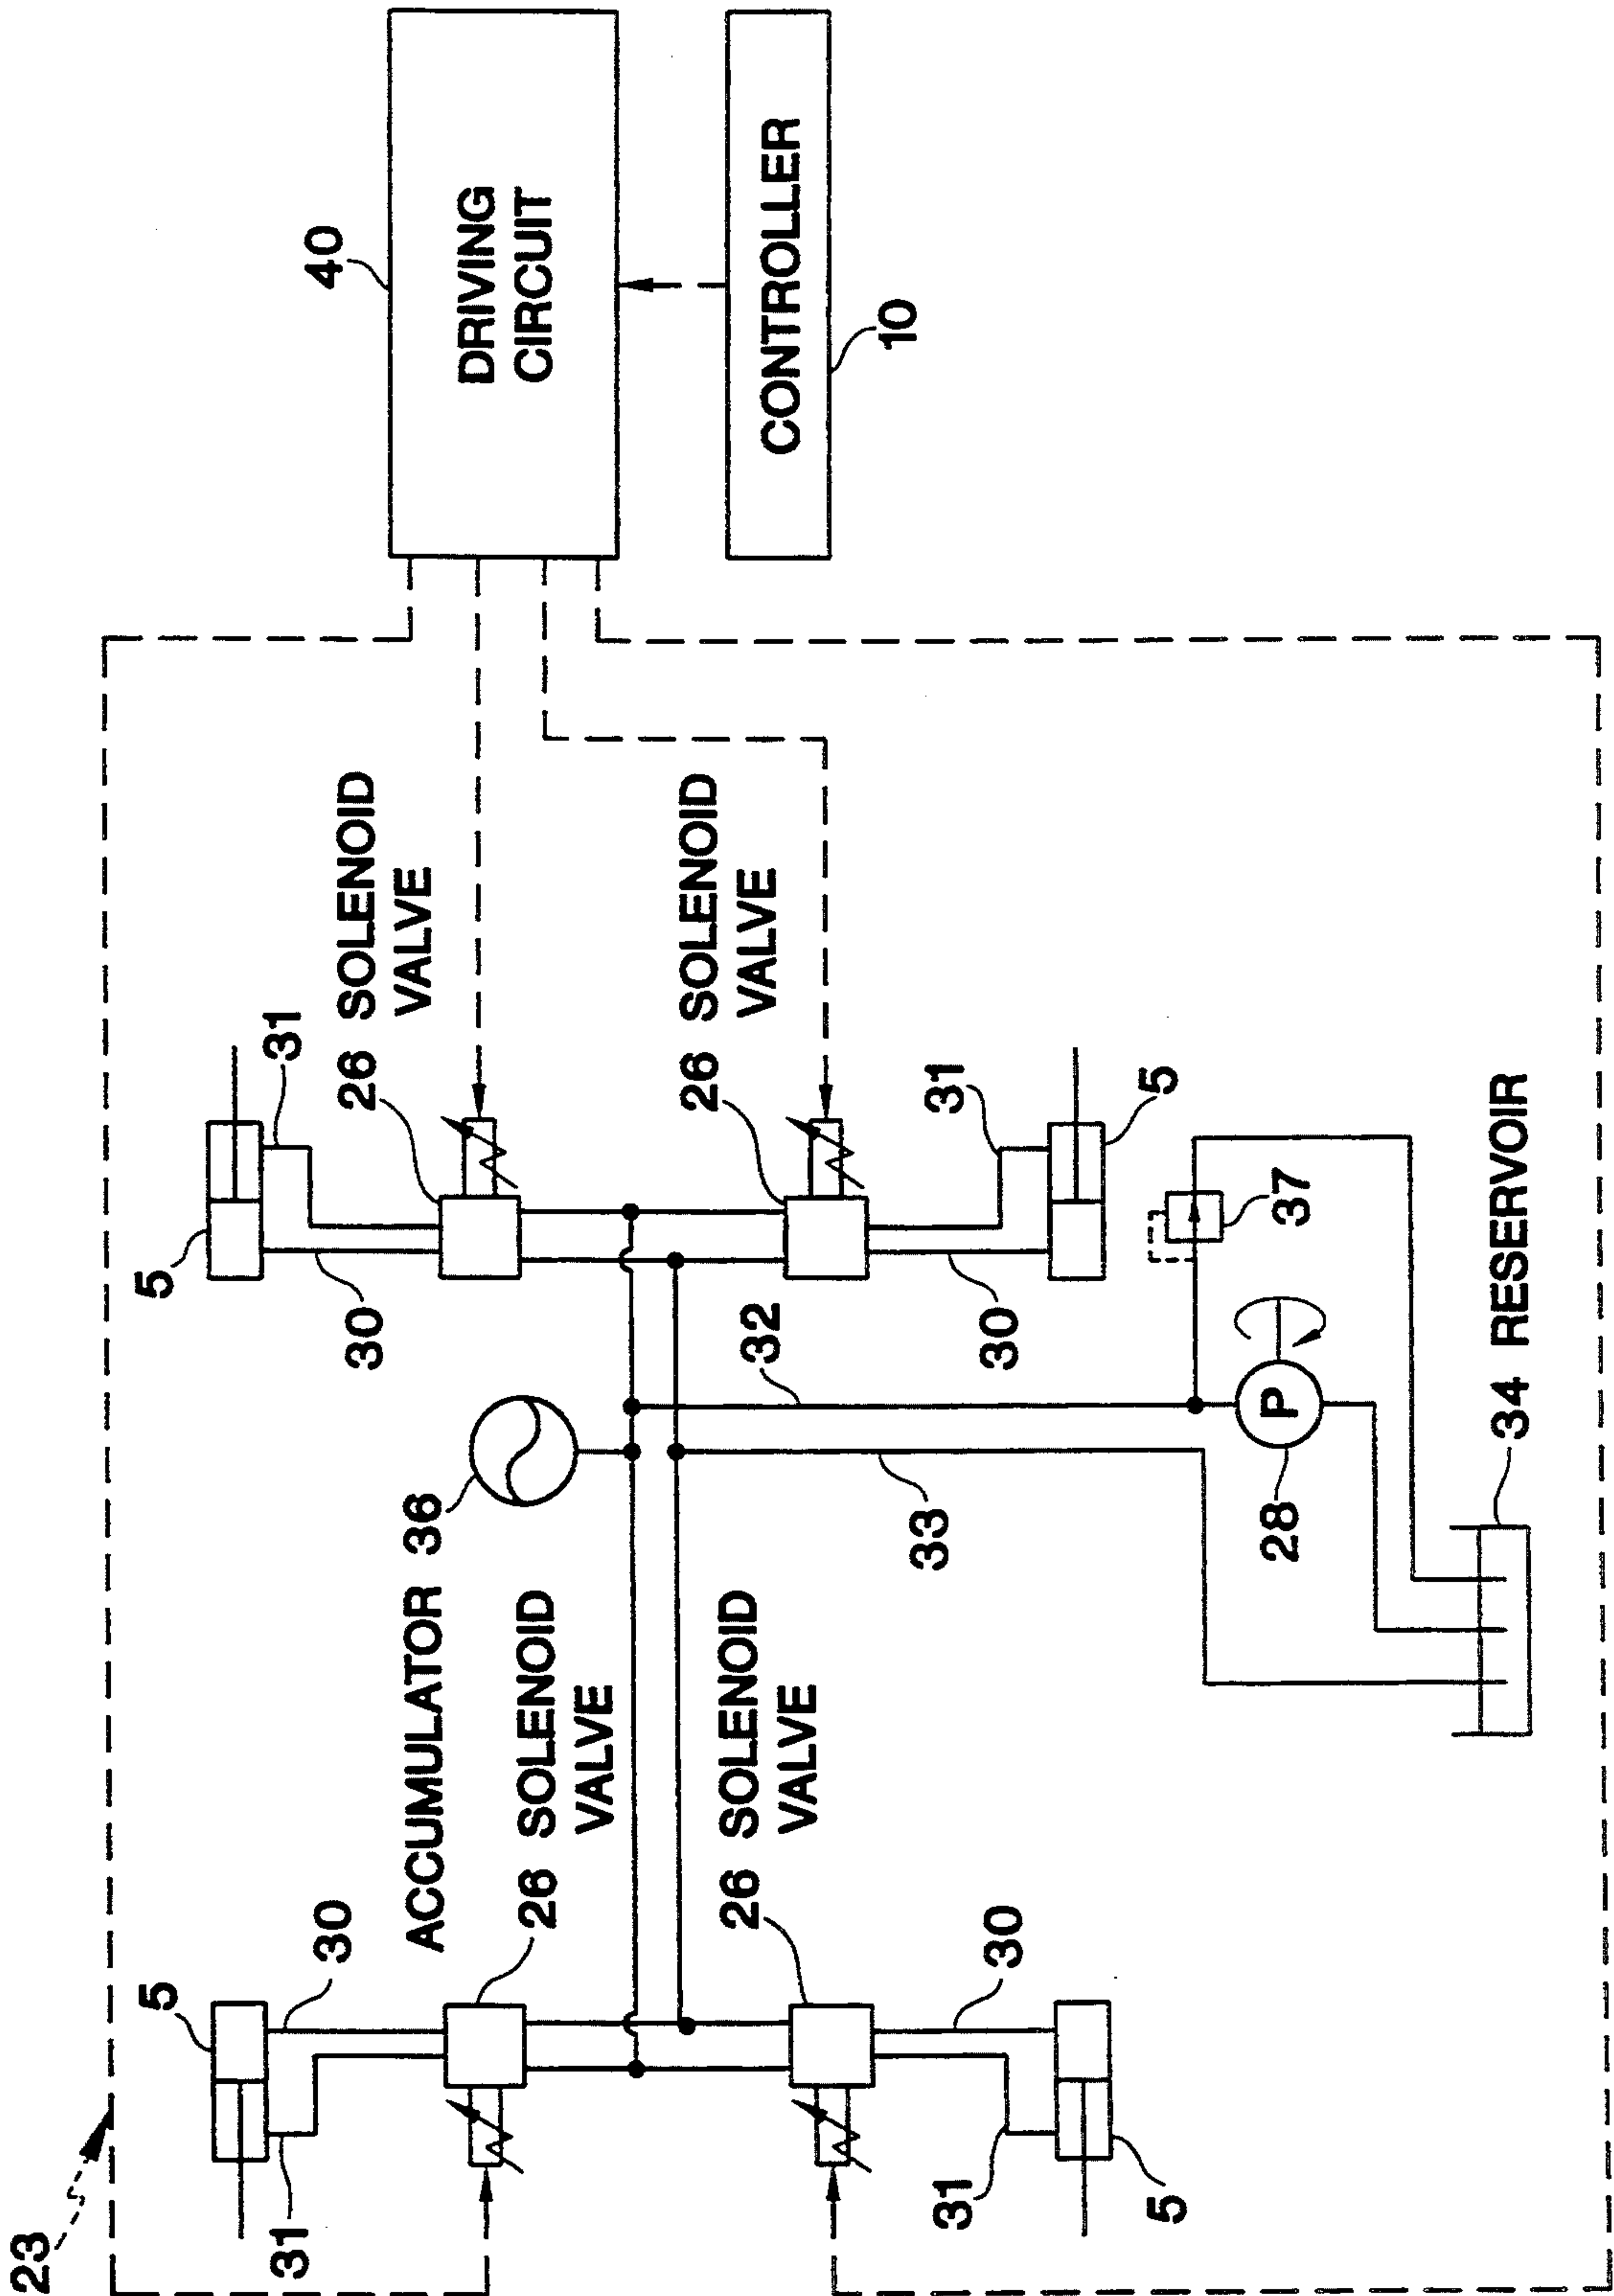 23
40
DRIVING
CIRCUIT
CONTROLLER
10
5
31
30
26 SOLENOID
VALVE
26 SOLENOID
VALVE
31
5
30
32
37
ACCUMULATOR 36
33
P
28
34 RESERVOIR
5
30
31
26 SOLENOID
VALVE
26 SOLENOID
VALVE
30
31
5